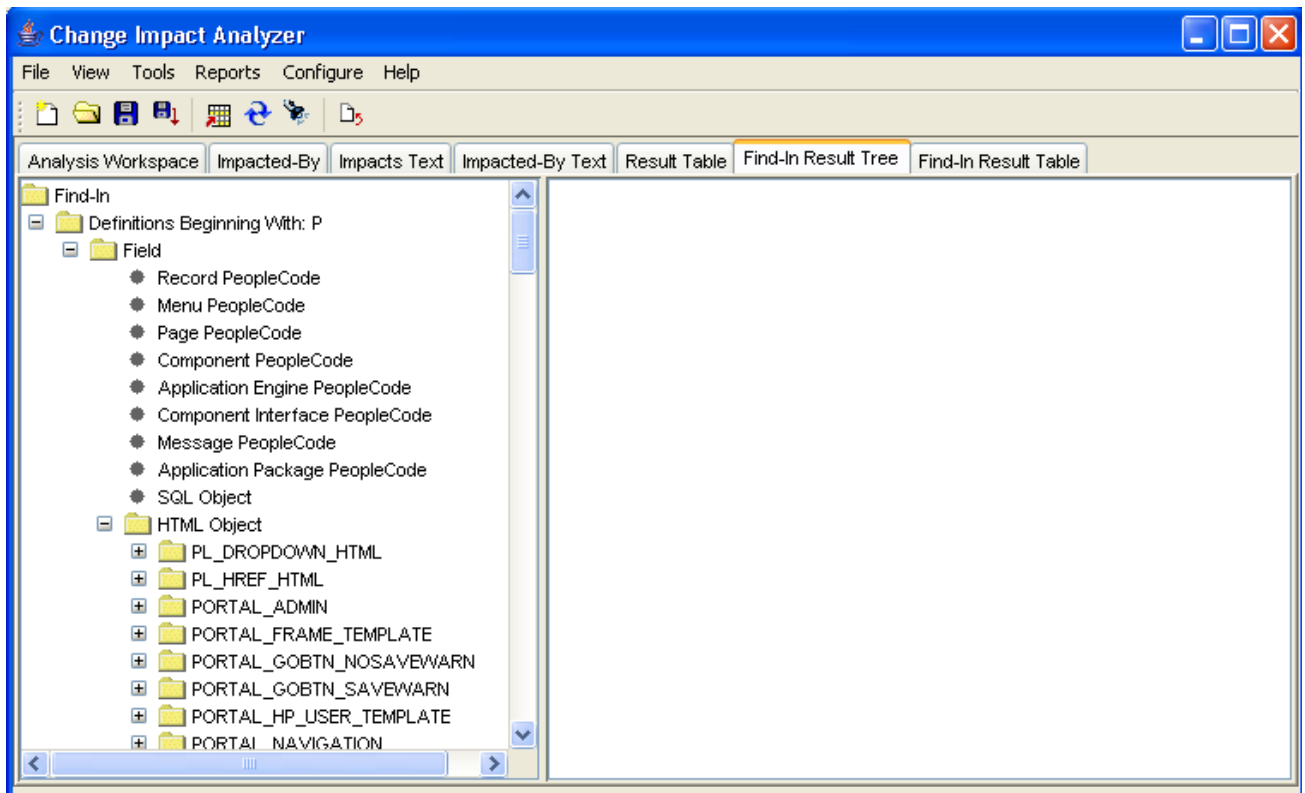 Change Impact Analyzer
File View Tools Reports Configure Help
Analysis Workspace Impacted-By Impacts Text Impacted-By Text Result Table Find-In Result Tree Find-In Result Table
Find-In
Definitions Beginning With: P
Field
Record PeopleCode
Menu PeopleCode
Page PeopleCode
Component PeopleCode
Application Engine PeopleCode
Component Interface PeopleCode
Message PeopleCode
Application Package PeopleCode
SQL Object
HTML Object
PL_DROPDOWN_HTML
PL_HREF_HTML
PORTAL_ADMIN
PORTAL_FRAME_TEMPLATE
PORTAL_GOBTN_NOSAVEWARN
PORTAL_GOBTN_SAVEWARN
PORTAL_HP_USER_TEMPLATE
PORTAL_NAVIGATION